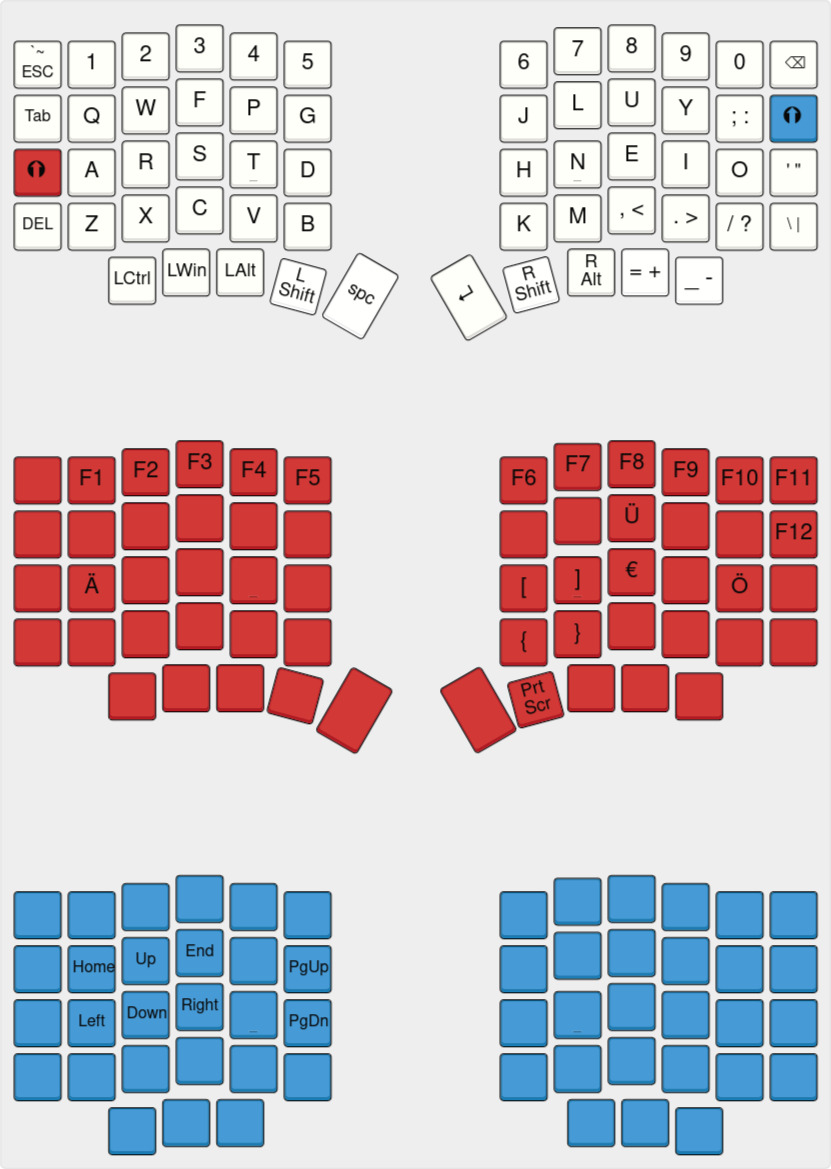 `~ ESC 1 2 3 4 5 6 7 8 9 0 ⌫
Tab Q W F P G J L U Y ; :
A R S T _ D H N _ E I O ' "
DEL Z X C V B K M , < . > / ? \ |
LCtrl LWin LAlt L Shift spc ↵ R Shift R Alt = + _ -
F1 F2 F3 F4 F5 F6 F7 F8 F9 F10 F11
Ü F12
Ä _ [ ] _ € Ö
{ }
Prt Scr
Home Up End PgUp
Left Down Right _ PgDn _